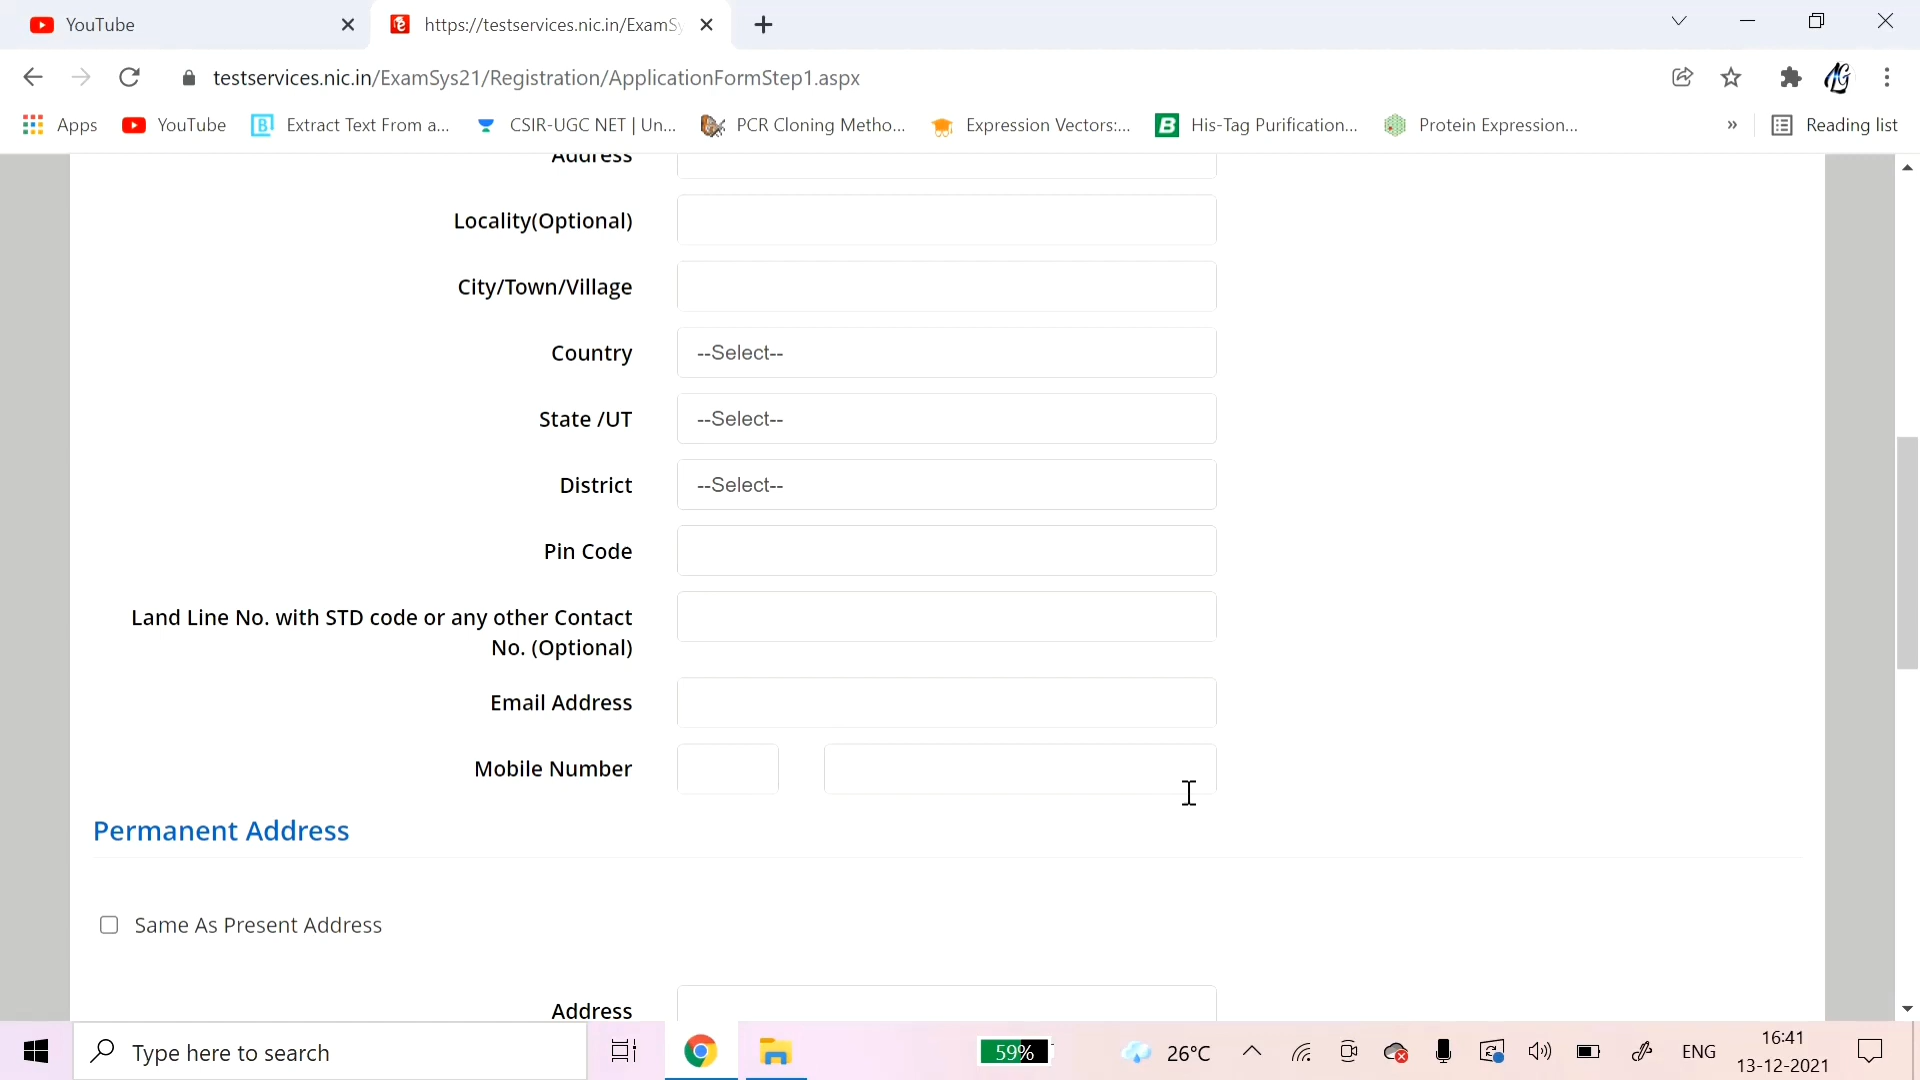 YouTube
https://testservices.nic.in/ExamSy
testservices.nic.in/ExamSys21/Registration/ApplicationFormStep1.aspx
Apps YouTube Extract Text From a... CSIR-UGC NET | Un... PCR Cloning Metho... Expression Vectors:... His-Tag Purification... Protein Expression... » Reading list
Address
Locality(Optional)
City/Town/Village
Country --Select--
State /UT --Select--
District --Select--
Pin Code
Land Line No. with STD code or any other Contact
No. (Optional)
Email Address
Mobile Number
Permanent Address
Same As Present Address
Address
Type here to search 59% 26°C ENG 16:41
13-12-2021